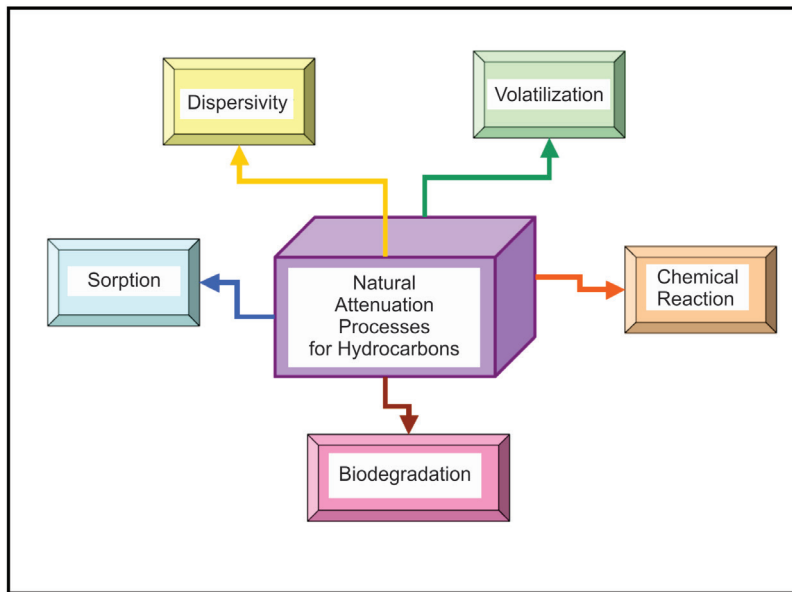 Dispersivity
Volatilization
Sorption
Natural
Attenuation
Processes
for Hydrocarbons
Chemical
Reaction
Biodegradation